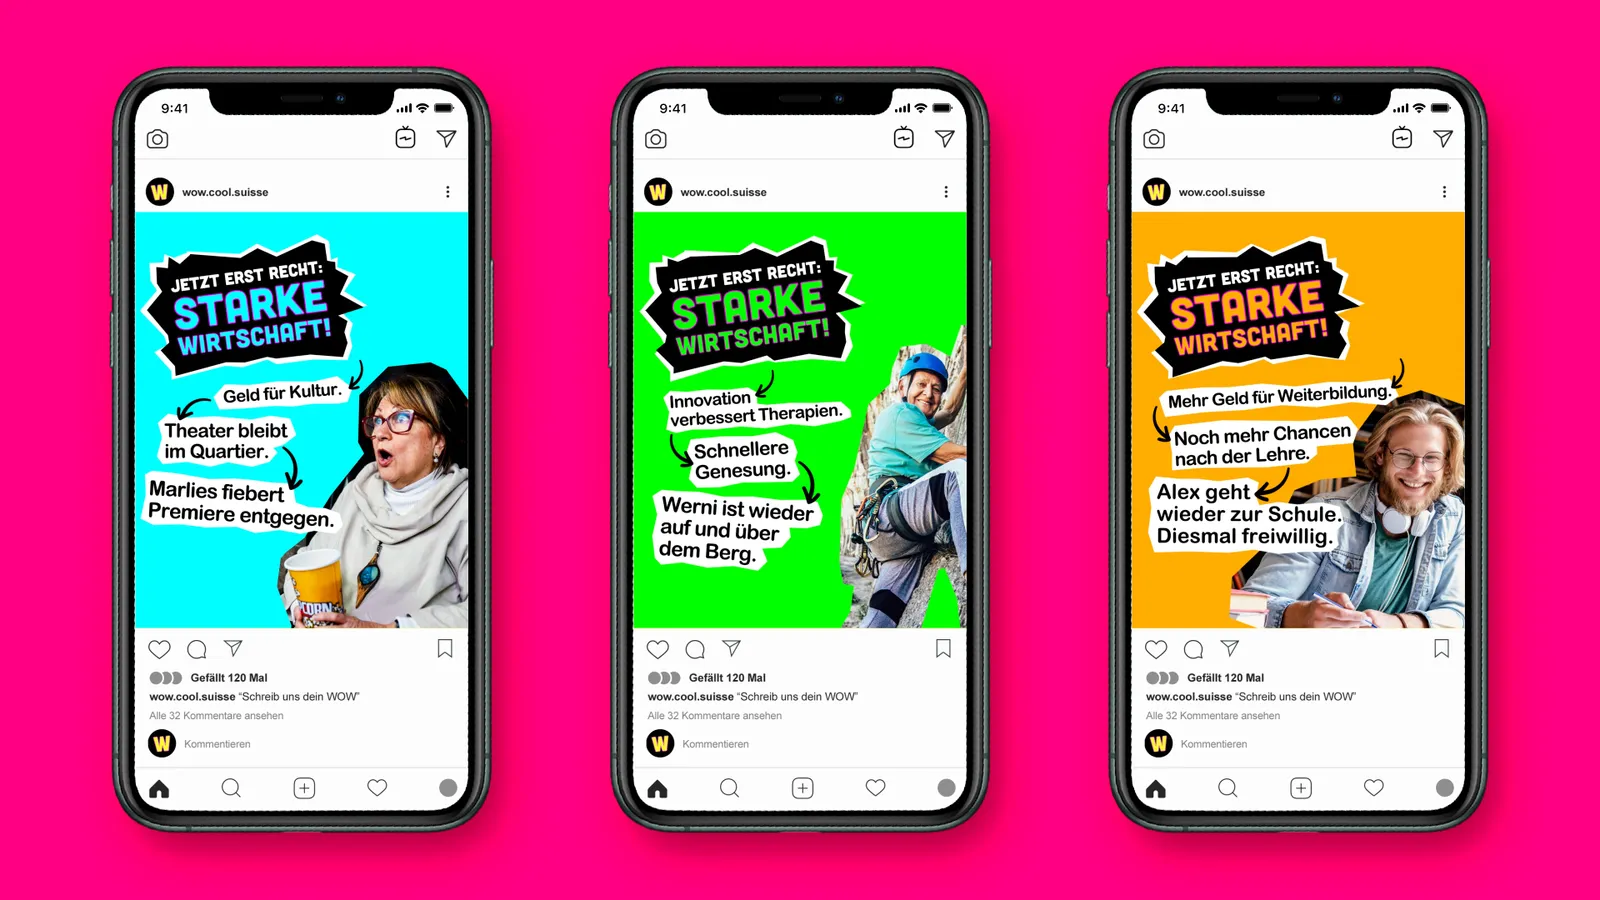 9:41
W wow.cool.suisse
JETZT ERST RECHT:
STARKE
WIRTSCHAFT!
Geld für Kultur.
Theater bleibt
im Quartier.
Marlies fiebert
Premiere entgegen.
CORN
Gefällt 120 Mal
wow.cool.suisse “Schreib uns dein WOW”
Alle 32 Kommentare ansehen
W Kommentieren
9:41
W wow.cool.suisse
JETZT ERST RECHT:
STARKE
WIRTSCHAFT!
Innovation
verbessert Therapien.
Schnellere
Genesung.
Werni ist wieder
auf und über
dem Berg.
Gefällt 120 Mal
wow.cool.suisse “Schreib uns dein WOW”
Alle 32 Kommentare ansehen
W Kommentieren
9:41
W wow.cool.suisse
JETZT ERST RECHT:
STARKE
WIRTSCHAFT!
Mehr Geld für Weiterbildung.
Noch mehr Chancen
nach der Lehre.
Alex geht
wieder zur Schule.
Diesmal freiwillig.
Gefällt 120 Mal
wow.cool.suisse “Schreib uns dein WOW”
Alle 32 Kommentare ansehen
W Kommentieren